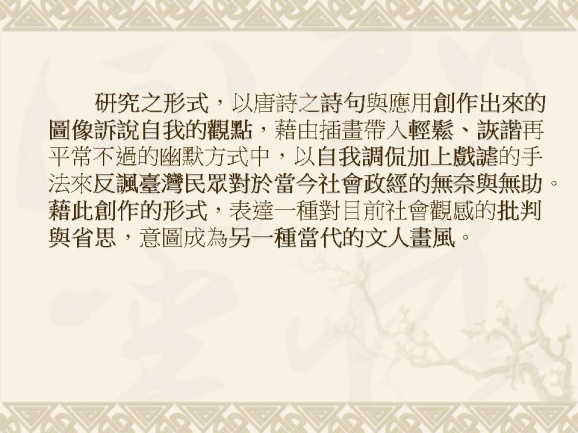 研究之形式，以唐詩之詩句與應用創作出來的
圖像訴說自我的觀點，藉由插畫帶入輕鬆、詼諧再
平常不過的幽默方式中，以自我調侃加上戲謔的手
法來反諷臺灣民眾對於當今社會政經的無奈與無助。
藉此創作的形式，表達一種對目前社會觀感的批判
與省思，意圖成為另一種當代的文人畫風。